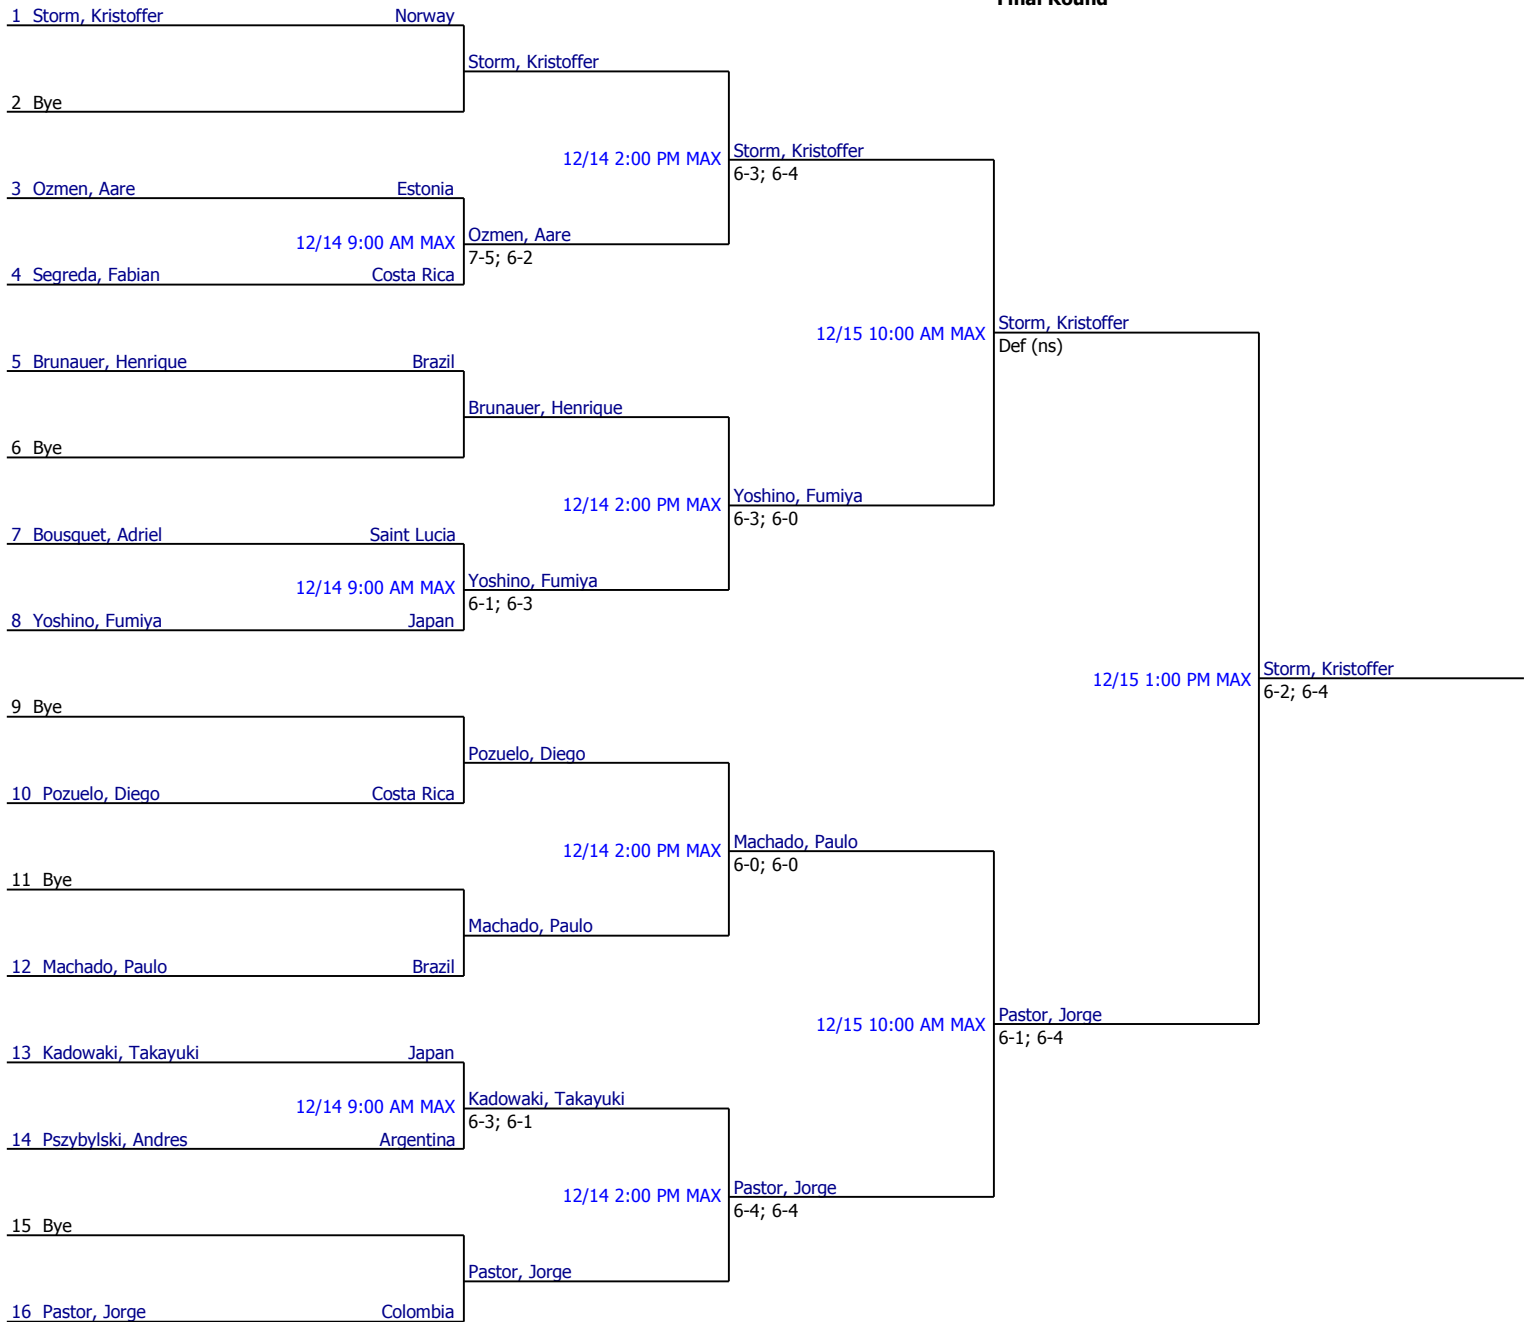 Final Round
1 Storm, Kristoffer Norway
Storm, Kristoffer
2 Bye
12/14 2:00 PM MAX Storm, Kristoffer
6-3; 6-4
3 Ozmen, Aare Estonia
12/14 9:00 AM MAX Ozmen, Aare
7-5; 6-2
4 Segreda, Fabian Costa Rica
12/15 10:00 AM MAX Storm, Kristoffer
Def (ns)
5 Brunauer, Henrique Brazil
Brunauer, Henrique
6 Bye
12/14 2:00 PM MAX Yoshino, Fumiya
6-3; 6-0
7 Bousquet, Adriel Saint Lucia
12/14 9:00 AM MAX Yoshino, Fumiya
6-1; 6-3
8 Yoshino, Fumiya Japan
12/15 1:00 PM MAX Storm, Kristoffer
6-2; 6-4
9 Bye
Pozuelo, Diego
10 Pozuelo, Diego Costa Rica
12/14 2:00 PM MAX Machado, Paulo
6-0; 6-0
11 Bye
Machado, Paulo
12 Machado, Paulo Brazil
12/15 10:00 AM MAX Pastor, Jorge
6-1; 6-4
13 Kadowaki, Takayuki Japan
12/14 9:00 AM MAX Kadowaki, Takayuki
6-3; 6-1
14 Pszybylski, Andres Argentina
12/14 2:00 PM MAX Pastor, Jorge
6-4; 6-4
15 Bye
Pastor, Jorge
16 Pastor, Jorge Colombia